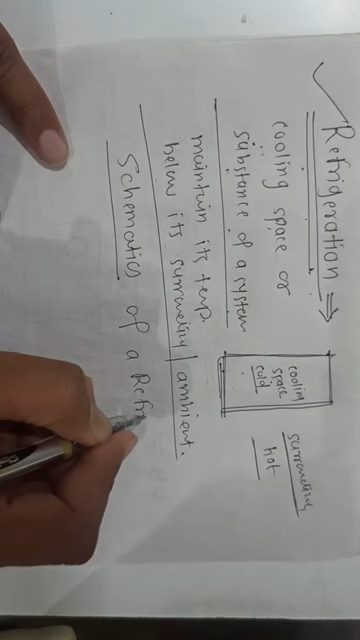 Refrigeration ⇒
cooling space or
substance of a system
maintain its temp.
below its surrounding / ambient.
Schematics of a Refr
cooling
space
cold
surrounding
hot